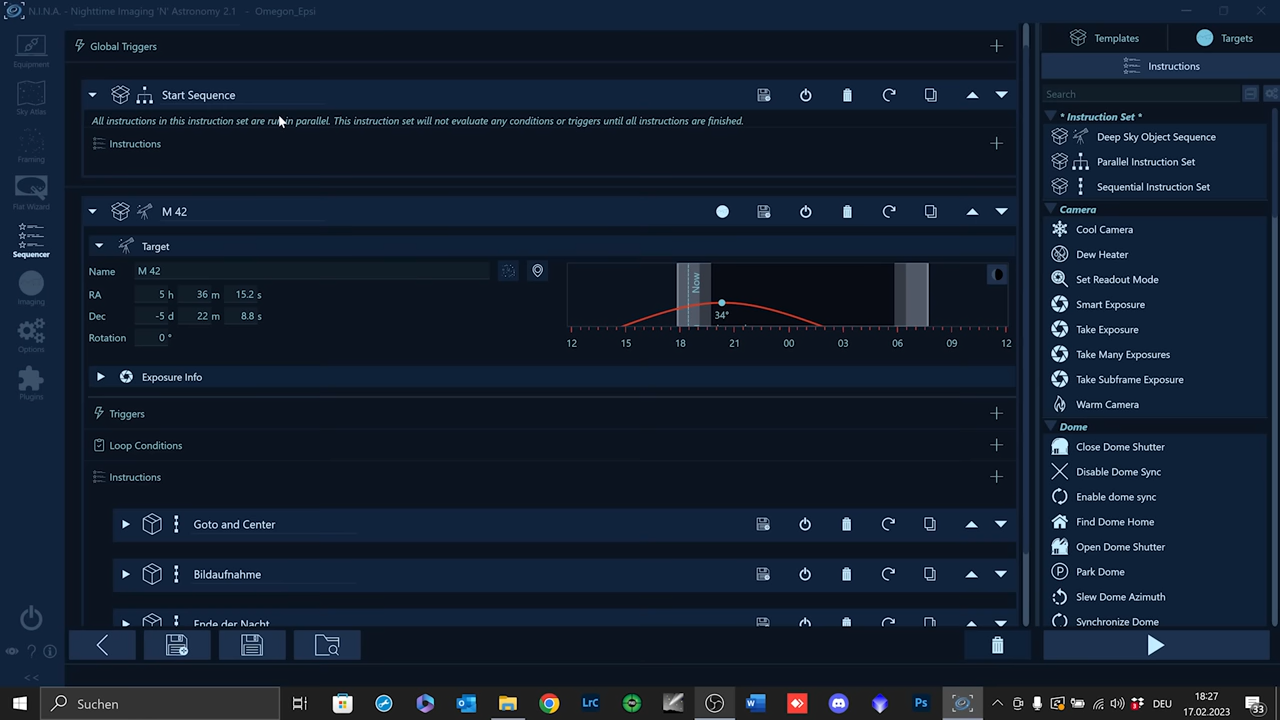 N.I.N.A. - Nighttime Imaging 'N' Astronomy 2.1 - Omegon_Epsi
Equipment
Sky Atlas
Framing
Flat Wizard
Sequencer
Imaging
Options
Plugins
<<
Global Triggers
Start Sequence
All instructions in this instruction set are run in parallel. This instruction set will not evaluate any conditions or triggers until all instructions are finished.
Instructions
M 42
Target
Name M 42
RA 5 h 36 m 15.2 s
Dec -5 d 22 m 8.8 s
Rotation 0 °
Now
34°
12 15 18 21 00 03 06 09 12
Exposure Info
Triggers
Loop Conditions
Instructions
Goto and Center
Bildaufnahme
Ende der Nacht
Templates
Targets
Instructions
Search
* Instruction Set *
Deep Sky Object Sequence
Parallel Instruction Set
Sequential Instruction Set
Camera
Cool Camera
Dew Heater
Set Readout Mode
Smart Exposure
Take Exposure
Take Many Exposures
Take Subframe Exposure
Warm Camera
Dome
Close Dome Shutter
Disable Dome Sync
Enable dome sync
Find Dome Home
Open Dome Shutter
Park Dome
Slew Dome Azimuth
Synchronize Dome
Suchen
LrC
Ps
DEU
18:27
17.02.2023
33